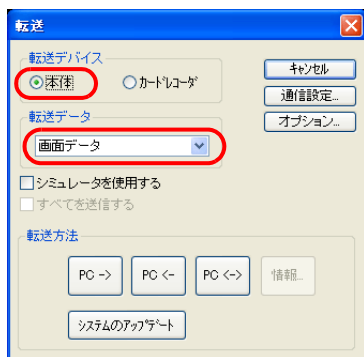 転送
転送デバイス
本体 カードレコーダ
キャンセル
通信設定...
オプション...
転送データ
画面データ
シミュレータを使用する
すべてを送信する
転送方法
PC -> PC <- PC <-> 情報...
システムのアップデート